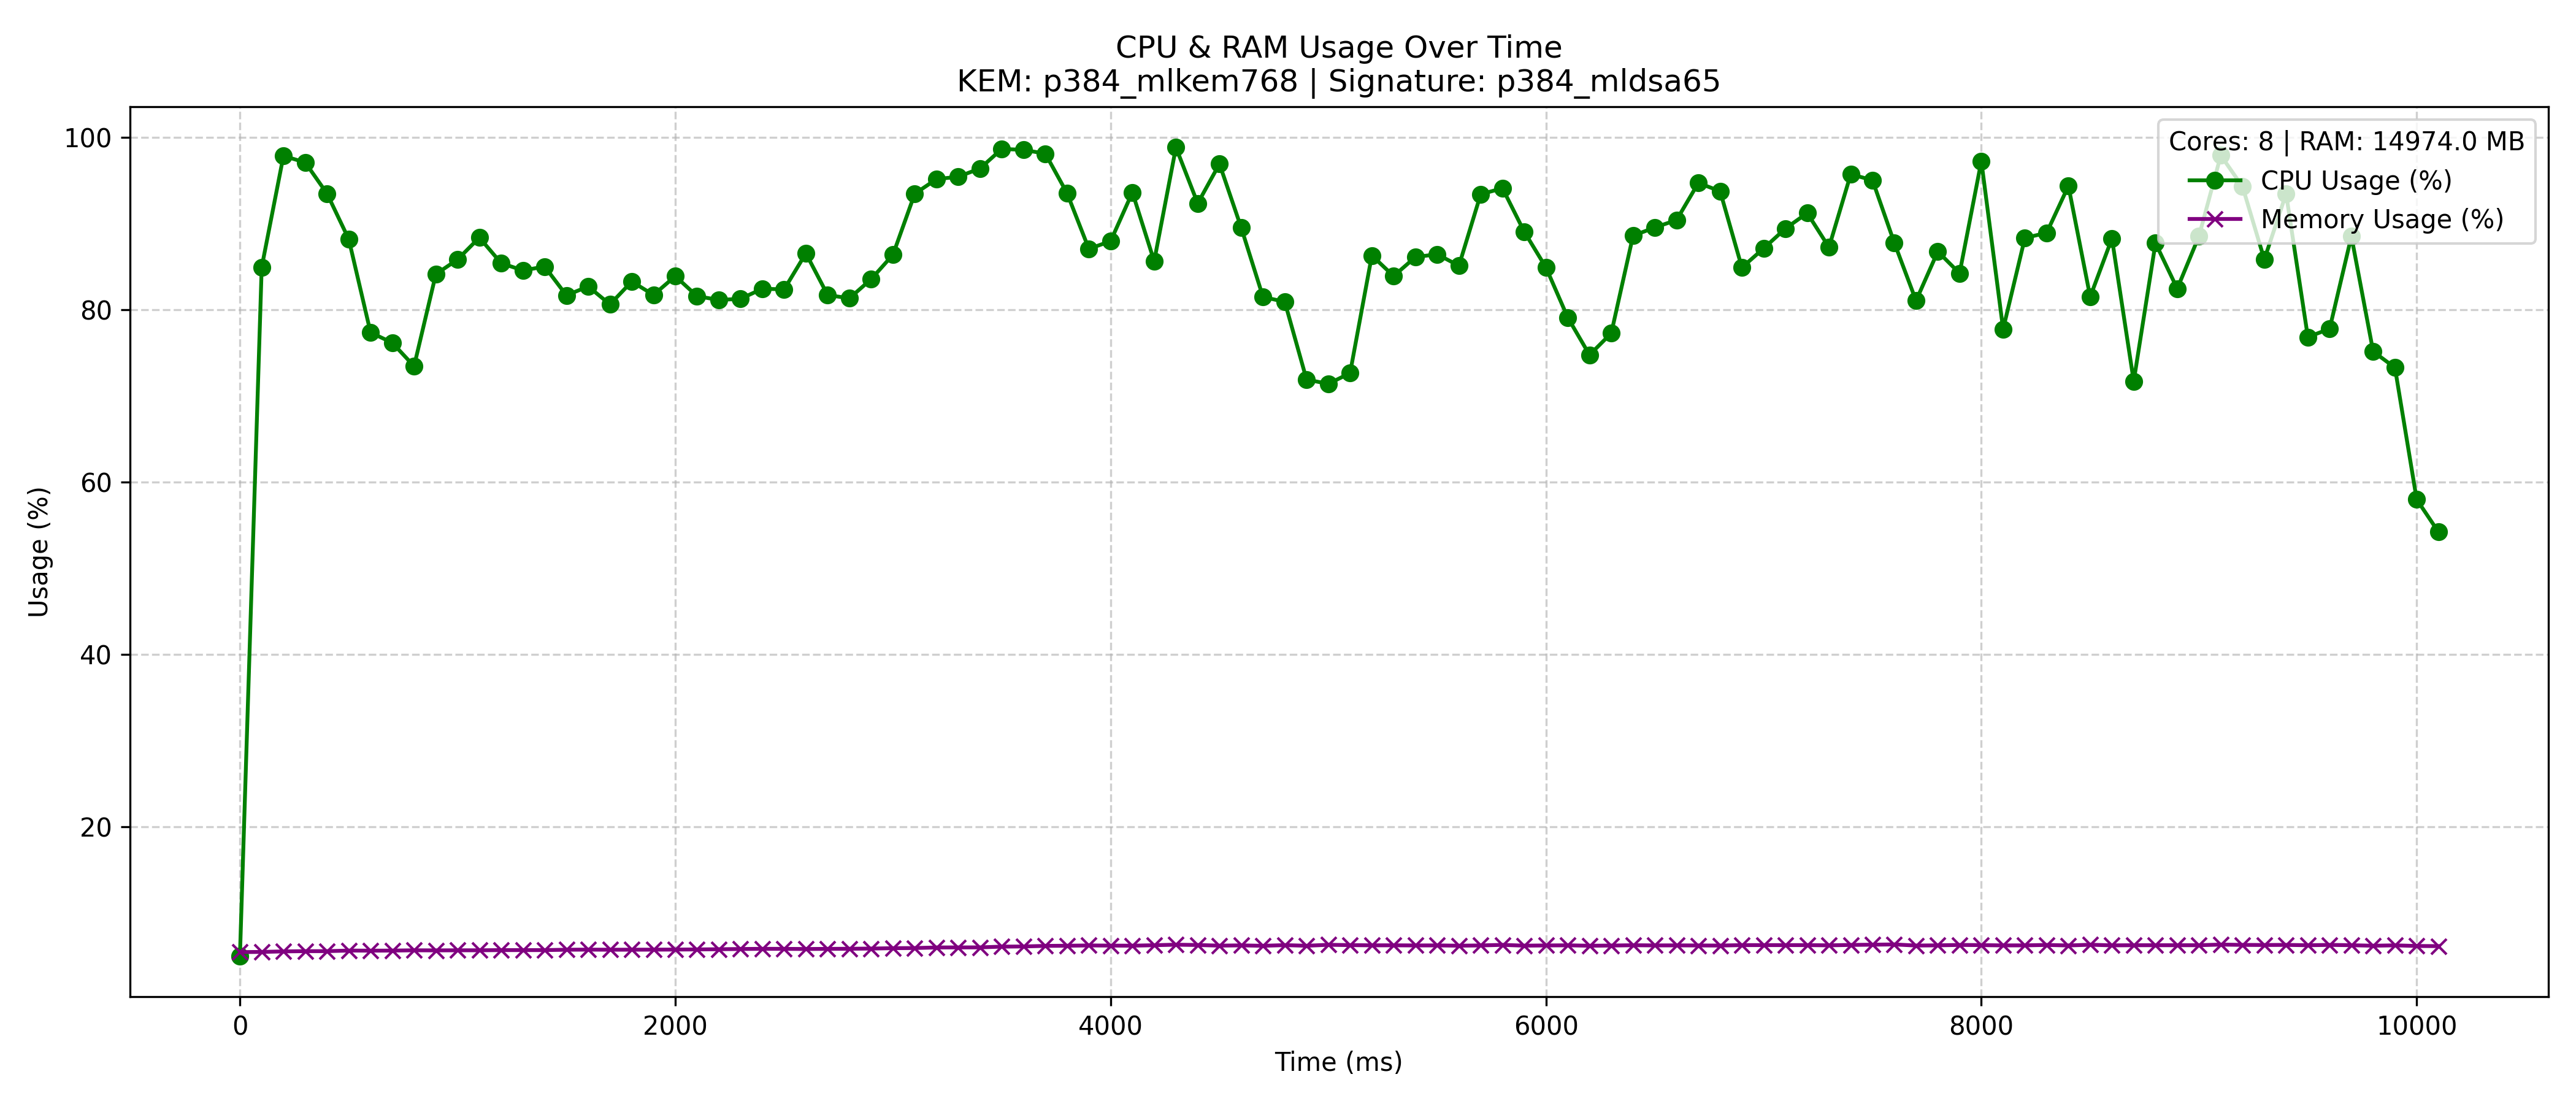 CPU & RAM Usage Over Time
KEM: p384_mlkem768 | Signature: p384_mldsa65
Cores: 8 | RAM: 14974.0 MB
CPU Usage (%)
Memory Usage (%)
Usage (%)
100
80
60
40
20
0 2000 4000 6000 8000 10000
Time (ms)